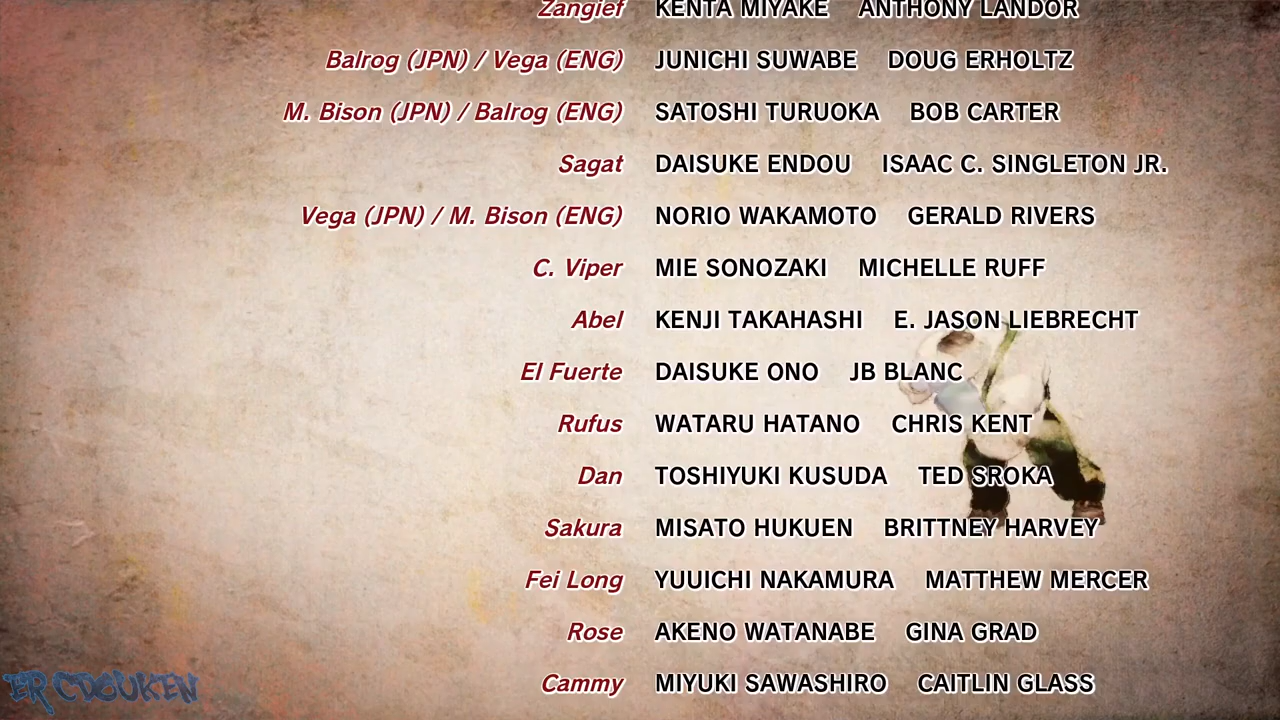 Zangief KENTA MIYAKE ANTHONY LANDOR
Balrog (JPN) / Vega (ENG) JUNICHI SUWABE DOUG ERHOLTZ
M. Bison (JPN) / Balrog (ENG) SATOSHI TURUOKA BOB CARTER
Sagat DAISUKE ENDOU ISAAC C. SINGLETON JR.
Vega (JPN) / M. Bison (ENG) NORIO WAKAMOTO GERALD RIVERS
C. Viper MIE SONOZAKI MICHELLE RUFF
Abel KENJI TAKAHASHI E. JASON LIEBRECHT
El Fuerte DAISUKE ONO JB BLANC
Rufus WATARU HATANO CHRIS KENT
Dan TOSHIYUKI KUSUDA TED SROKA
Sakura MISATO HUKUEN BRITTNEY HARVEY
Fei Long YUUICHI NAKAMURA MATTHEW MERCER
Rose AKENO WATANABE GINA GRAD
Cammy MIYUKI SAWASHIRO CAITLIN GLASS